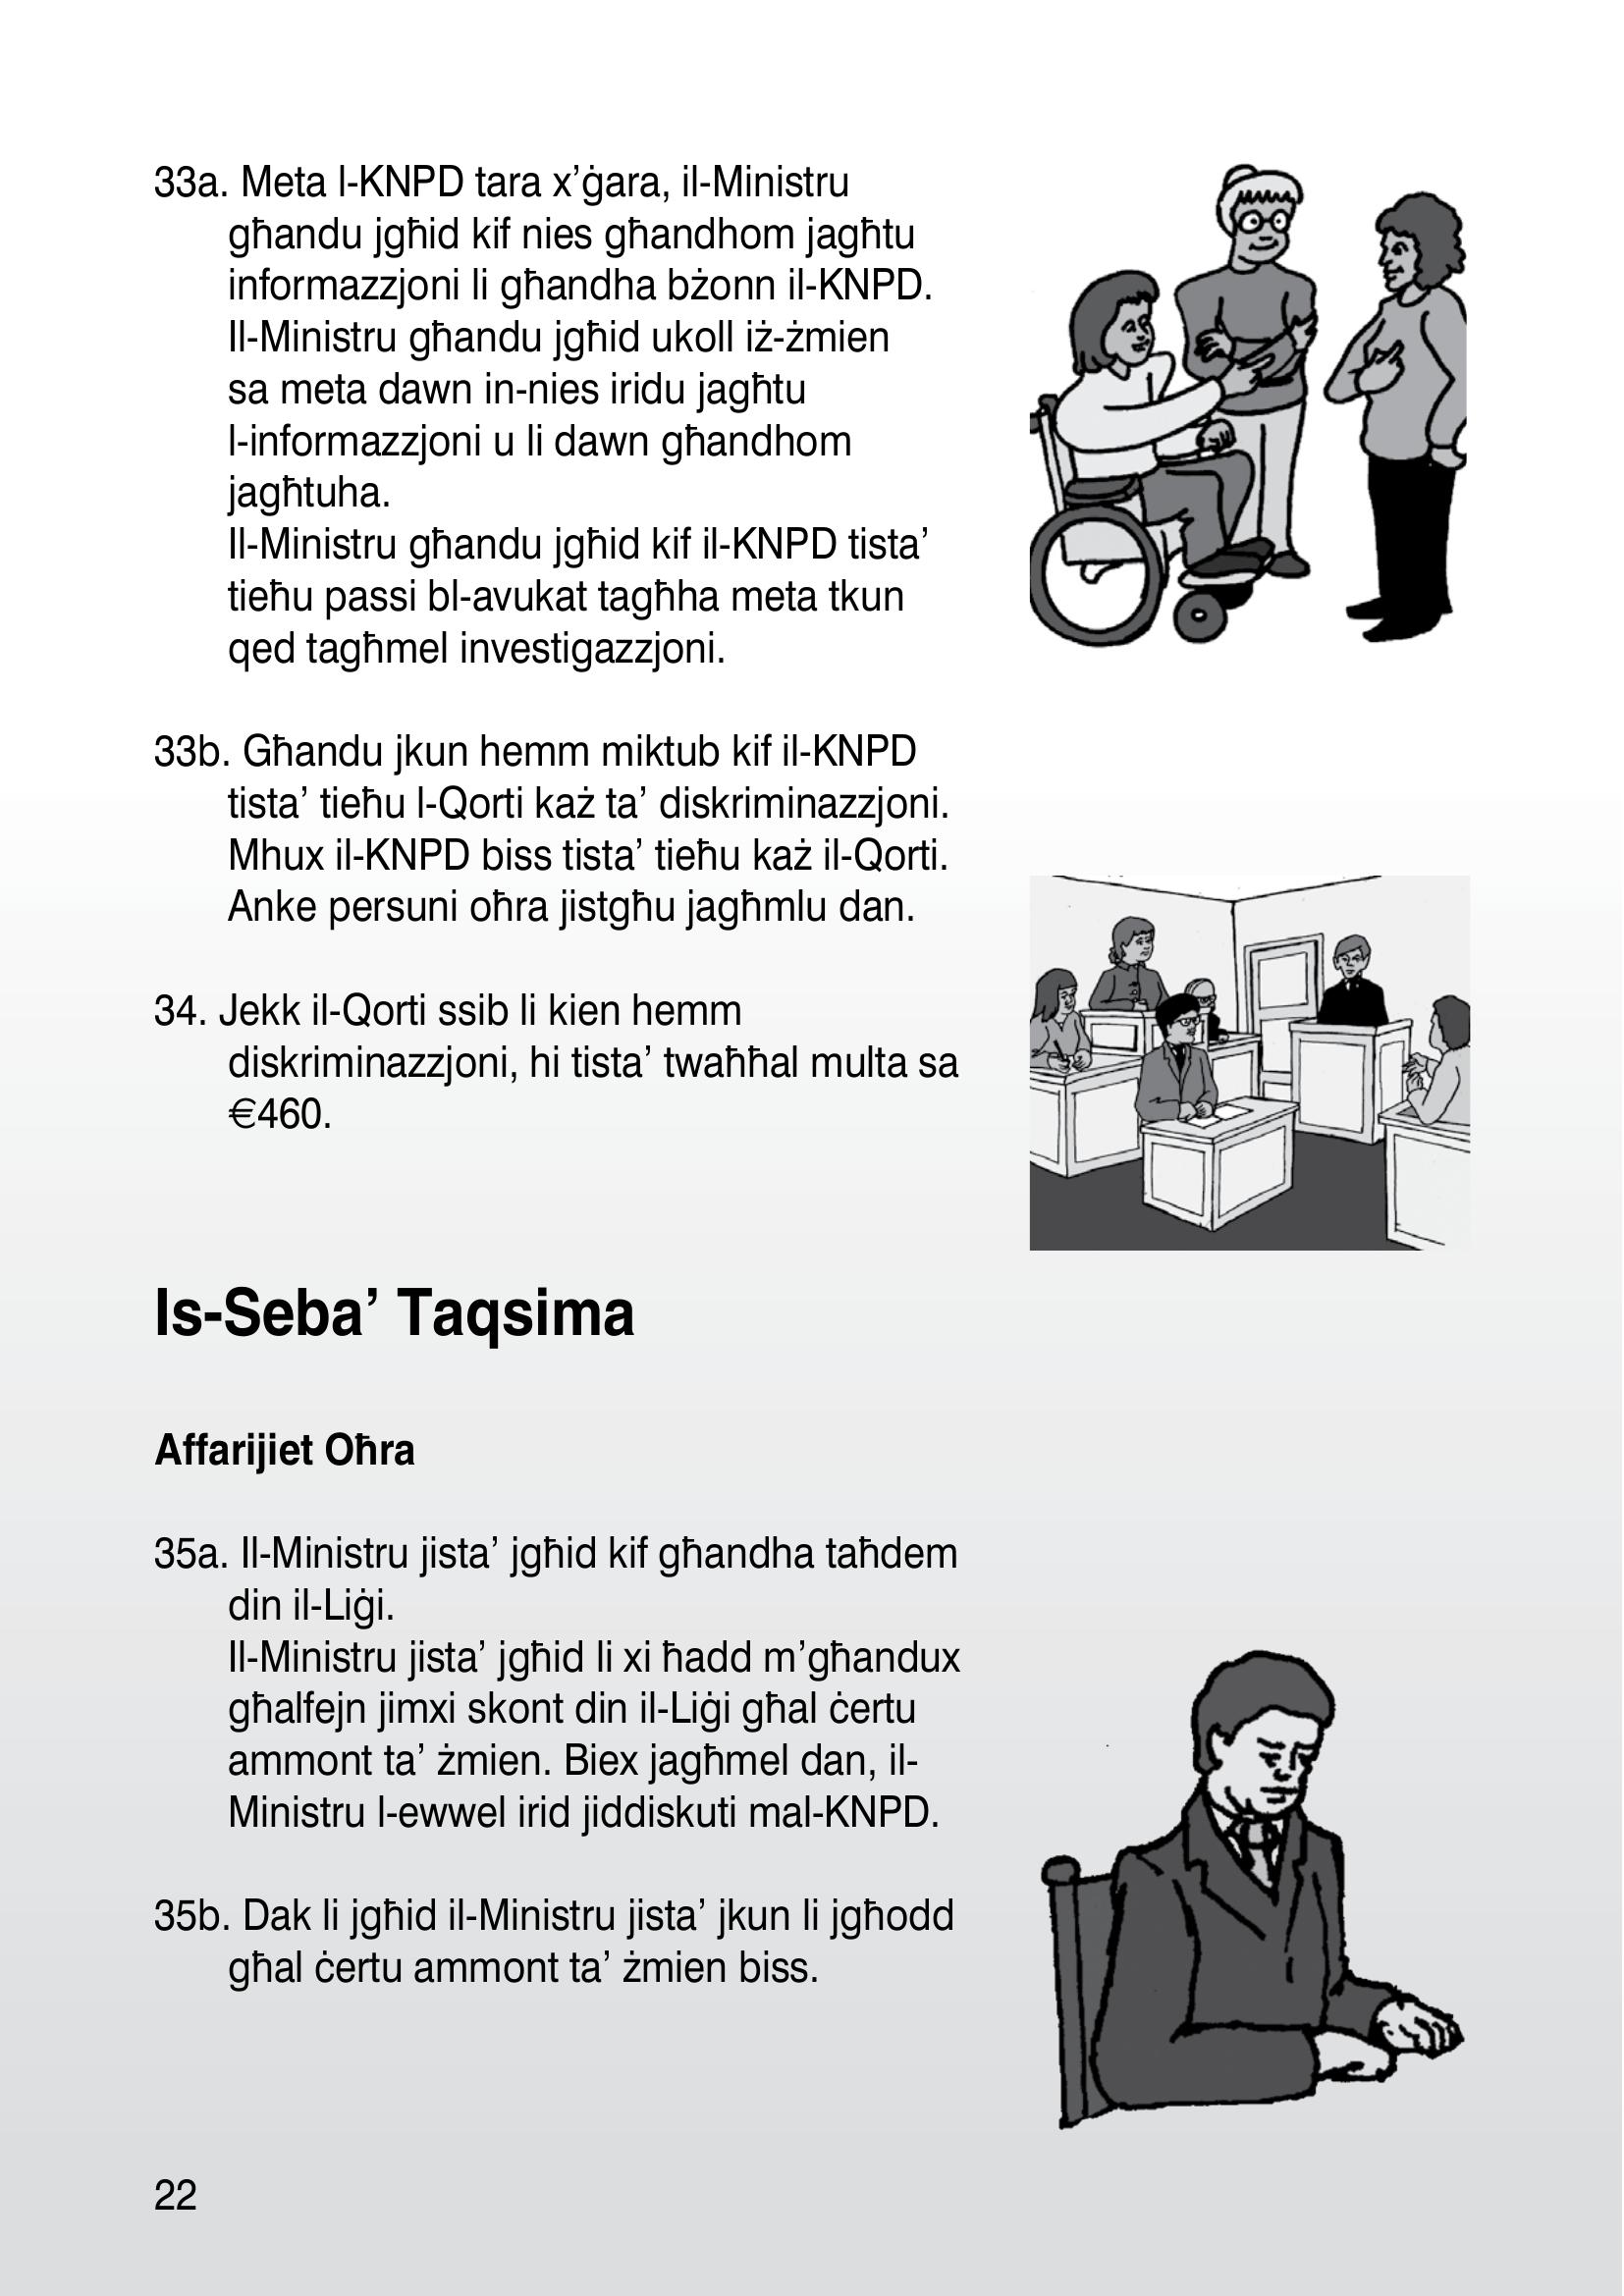 33a. Meta l-KNPD tara x’ġara, il-Ministru
għandu jgħid kif nies għandhom jagħtu
informazzjoni li għandha bżonn il-KNPD.
Il-Ministru għandu jgħid ukoll iż-żmien
sa meta dawn in-nies iridu jagħtu
l-informazzjoni u li dawn għandhom
jagħtuha.
Il-Ministru għandu jgħid kif il-KNPD tista’
tieħu passi bl-avukat tagħha meta tkun
qed tagħmel investigazzjoni.
33b. Għandu jkun hemm miktub kif il-KNPD
tista’ tieħu l-Qorti każ ta’ diskriminazzjoni.
Mhux il-KNPD biss tista’ tieħu każ il-Qorti.
Anke persuni oħra jistgħu jagħmlu dan.
34. Jekk il-Qorti ssib li kien hemm
diskriminazzjoni, hi tista’ twaħħal multa sa
€460.
Is-Seba’ Taqsima
Affarijiet Oħra
35a. Il-Ministru jista’ jgħid kif għandha taħdem
din il-Liġi.
Il-Ministru jista’ jgħid li xi ħadd m’għandux
għalfejn jimxi skont din il-Liġi għal ċertu
ammont ta’ żmien. Biex jagħmel dan, il-
Ministru l-ewwel irid jiddiskuti mal-KNPD.
35b. Dak li jgħid il-Ministru jista’ jkun li jgħodd
għal ċertu ammont ta’ żmien biss.
22